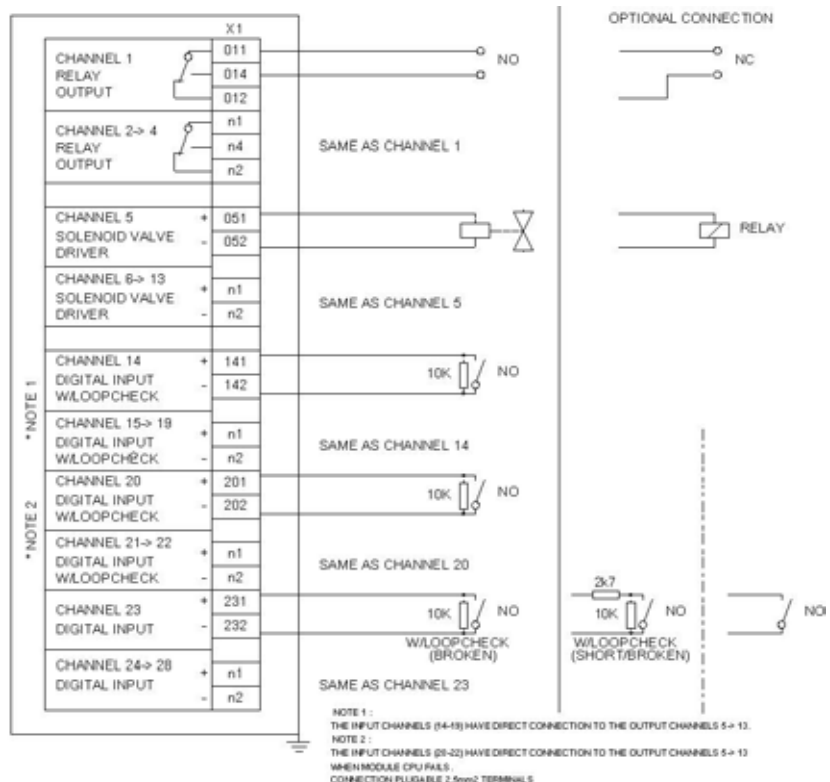 OPTIONAL CONNECTION
X1
CHANNEL 1
RELAY
OUTPUT
011
014
012
NO
NC
CHANNEL 2-> 4
RELAY
OUTPUT
n1
n4
n2
SAME AS CHANNEL 1
CHANNEL 5
SOLENOID VALVE
DRIVER
+ 051
- 052
RELAY
CHANNEL 6-> 13
SOLENOID VALVE
DRIVER
+ n1
- n2
SAME AS CHANNEL 5
* NOTE 1
CHANNEL 14
DIGITAL INPUT
W/LOOPCHECK
+ 141
- 142
10K
NO
CHANNEL 15-> 19
DIGITAL INPUT
W/LOOPCHECK
+ n1
- n2
SAME AS CHANNEL 14
* NOTE 2
CHANNEL 20
DIGITAL INPUT
W/LOOPCHECK
+ 201
- 202
10K
NO
CHANNEL 21-> 22
DIGITAL INPUT
W/LOOPCHECK
+ n1
- n2
SAME AS CHANNEL 20
CHANNEL 23
DIGITAL INPUT
+ 231
- 232
10K
NO
W/LOOPCHECK
(BROKEN)
2k7
10K
NO
W/LOOPCHECK
(SHORT/BROKEN)
NO
CHANNEL 24-> 28
DIGITAL INPUT
+ n1
- n2
SAME AS CHANNEL 23
NOTE 1 :
THE INPUT CHANNELS (14-19) HAVE DIRECT CONNECTION TO THE OUTPUT CHANNELS 5-> 13.
NOTE 2 :
THE INPUT CHANNELS (20-22) HAVE DIRECT CONNECTION TO THE OUTPUT CHANNELS 5-> 13
WHEN MODULE CPU FAILS.
CONNECTION PLUGABLE 2.5mm2 TERMINALS